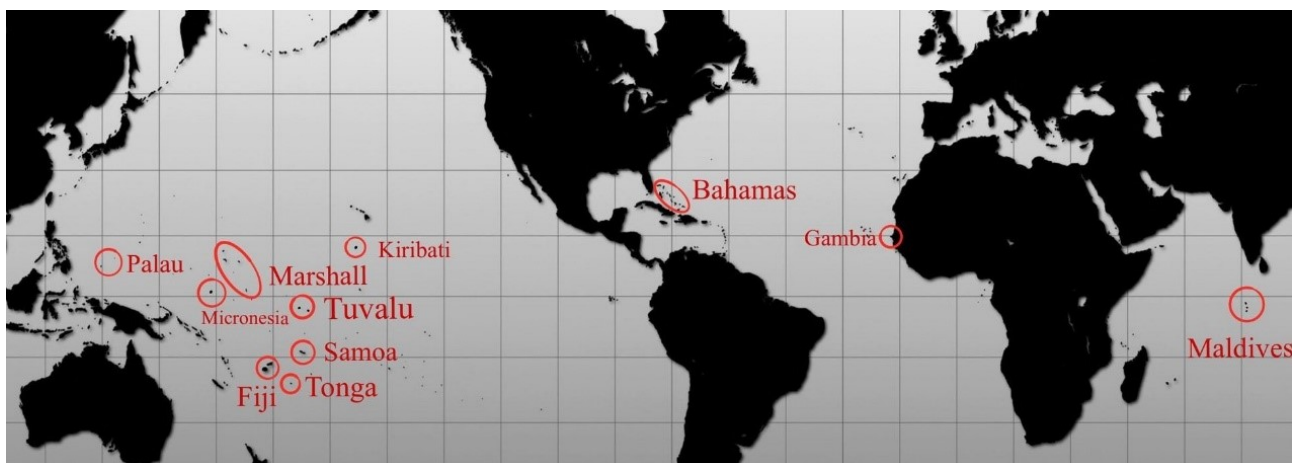 Bahamas
Gambia
Kiribati
Palau
Marshall
Micronesia
Tuvalu
Samoa
Maldives
Fiji
Tonga